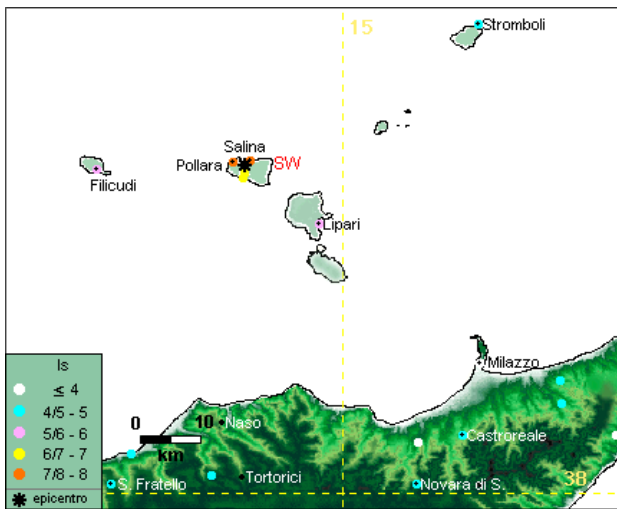 15
Stromboli
Salina
Pollara
SW
Filicudi
Lipari
Milazzo
Is
≤ 4
4/5 - 5
5/6 - 6
6/7 - 7
7/8 - 8
epicentro
0 10
km
Naso
Castroreale
S. Fratello
Tortorici
Novara di S.
38